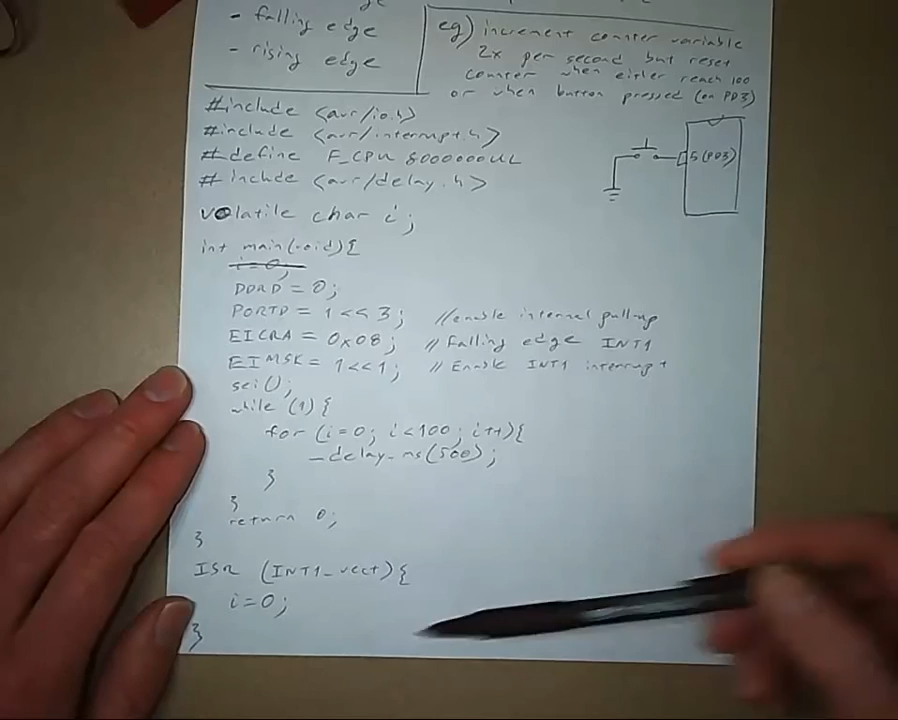 - falling edge
- rising edge
eg) increment counter variable
2x per second but reset
counter when either reach 100
or when button pressed (on PD3)
#include <avr/io.h>
#include <avr/interrupt.h>
#define F_CPU 8000000UL
#include <avr/delay.h>
5(PD3)
volatile char i;
int main(void){
i=0;
DDRD = 0;
PORTD = 1<<3; //enable internal pullup
EICRA = 0x08; // Falling edge INT1
EIMSK = 1<<1; // Enable INT1 interrupt
sei();
while (1){
for (i=0; i<100; i++){
_delay_ms(500);
}
}
return 0;
}
ISR (INT1_vect){
i=0;
}